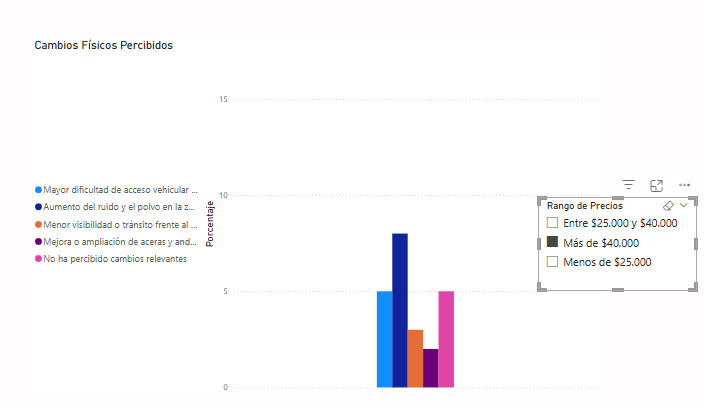 Cambios Físicos Percibidos
15
10
5
0
Porcentaje
Mayor dificultad de acceso vehicular ...
Aumento del ruido y el polvo en la z...
Menor visibilidad o tránsito frente al ...
Mejora o ampliación de aceras y and...
No ha percibido cambios relevantes
Rango de Precios
Entre $25.000 y $40.000
Más de $40.000
Menos de $25.000